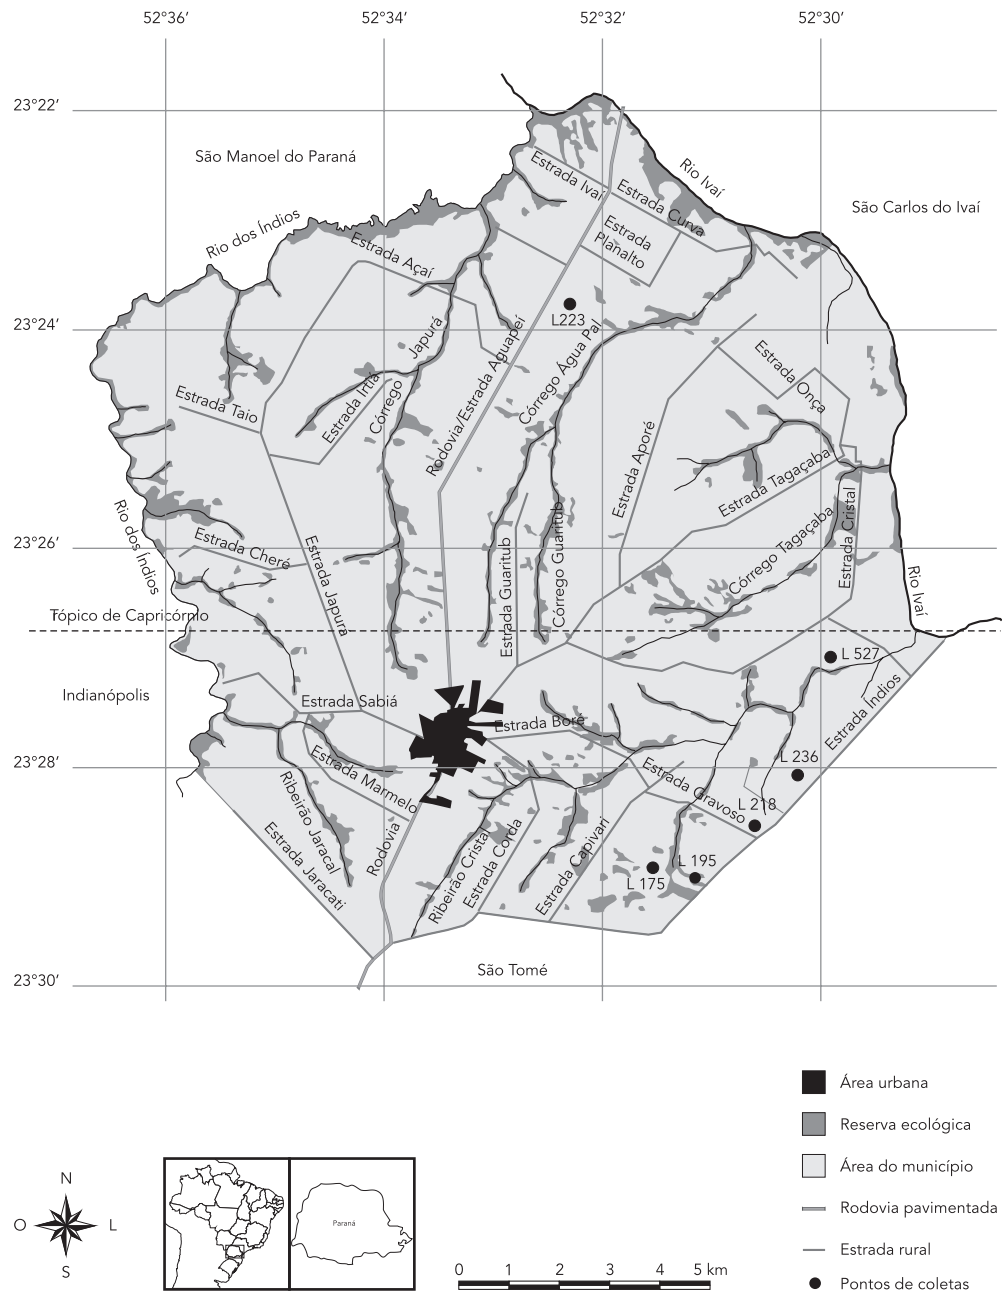 52°36′
52°34′
52°32′
52°30′
23°22′
São Manoel do Paraná
Rio Ivaí
São Carlos do Ivaí
Estrada Ivaí
Estrada Curva
Estrada
Planalto
Rio dos Índios
Estrada Açaí
L223
23°24′
Japurá
Córrego
Rodovia/Estrada Aguapeí
Córrego Água Pal
Estrada Onça
Estrada Taio
Estrada Irtiá
Estrada Aporé
Estrada Tagaçaba
Rio dos Índios
Estrada Cheré
Estrada Japura
Estrada Guaritub
Córrego Guaritub
Córrego Tagaçaba
Estrada Cristal
Rio Ivaí
23°26′
Tópico de Capricórnio
L 527
Indianópolis
Estrada Sabiá
Estrada Boré
Estrada Índios
23°28′
L 236
Estrada Marmelo
Estrada Gravoso
L 218
Ribeirão Jaracal
Estrada Jaracati
Rodovia
Ribeirão Cristal
Estrada Corda
Estrada Capivari
L 175
L 195
São Tomé
23°30′
Área urbana
Reserva ecológica
Área do município
Rodovia pavimentada
Estrada rural
Pontos de coletas
N
O
L
S
Paraná
0 1 2 3 4 5 km